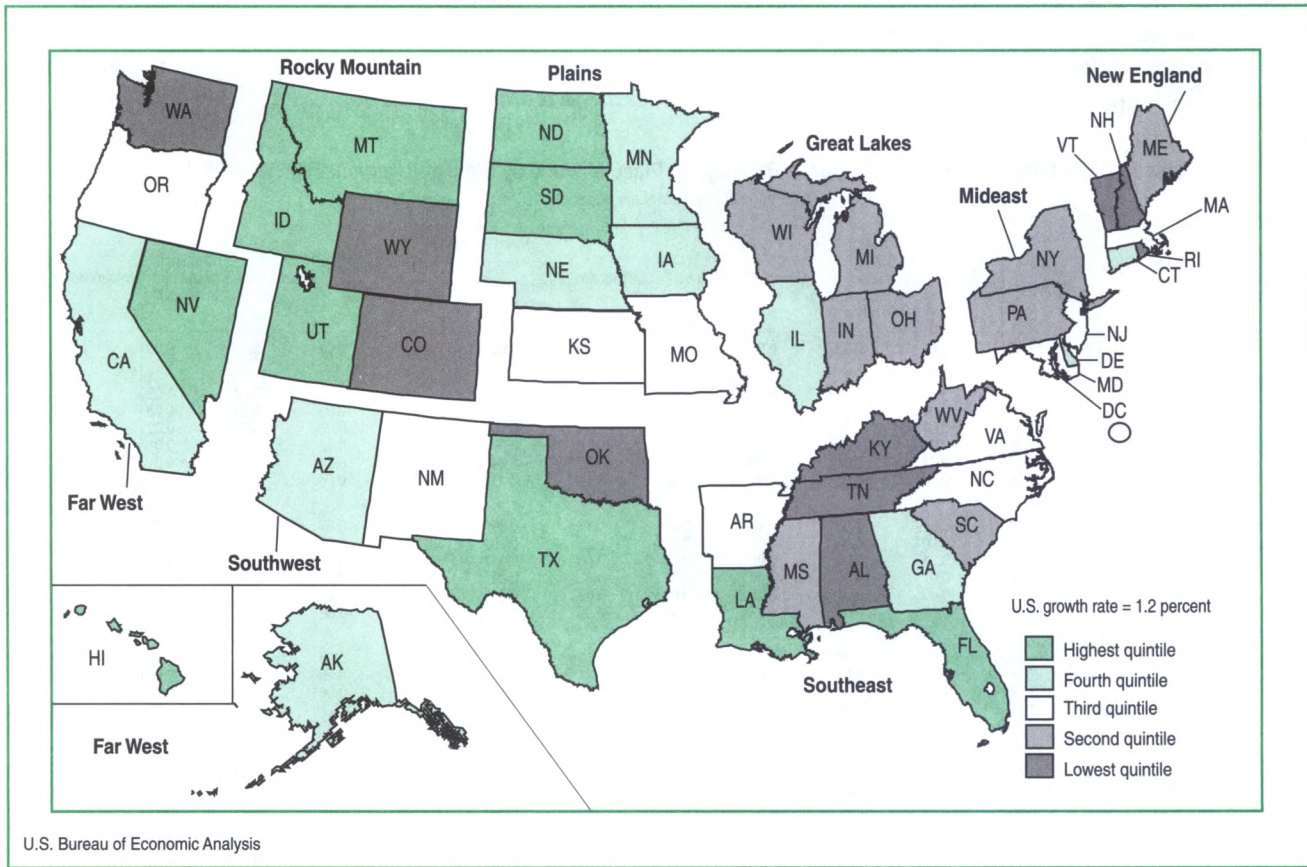 Rocky Mountain
Plains
New England
Great Lakes
Mideast
WA
OR
MT
ID
WY
ND
SD
MN
WI
MI
NH
VT
ME
MA
NY
RI
CT
CA
NV
UT
CO
NE
IA
KS
MO
IL
IN
OH
PA
NJ
DE
MD
DC
Far West
AZ
NM
OK
TX
Southwest
KY
WV
VA
TN
NC
AR
SC
MS
AL
GA
LA
FL
Southeast
HI
AK
Far West
U.S. growth rate = 1.2 percent
Highest quintile
Fourth quintile
Third quintile
Second quintile
Lowest quintile
U.S. Bureau of Economic Analysis